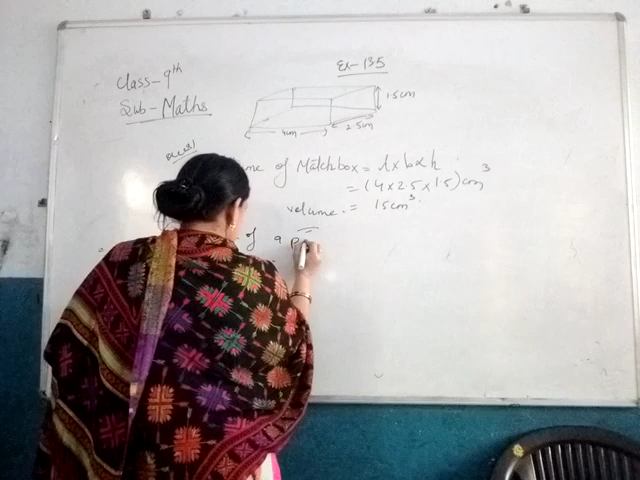 Class-9th
Sub-Maths
Ex-13.5
1.5cm
4cm
2.5cm
me of Matchbox = l x b x h
= (4 x 2.5 x 1.5) cm³
volume = 15cm³.
of a p